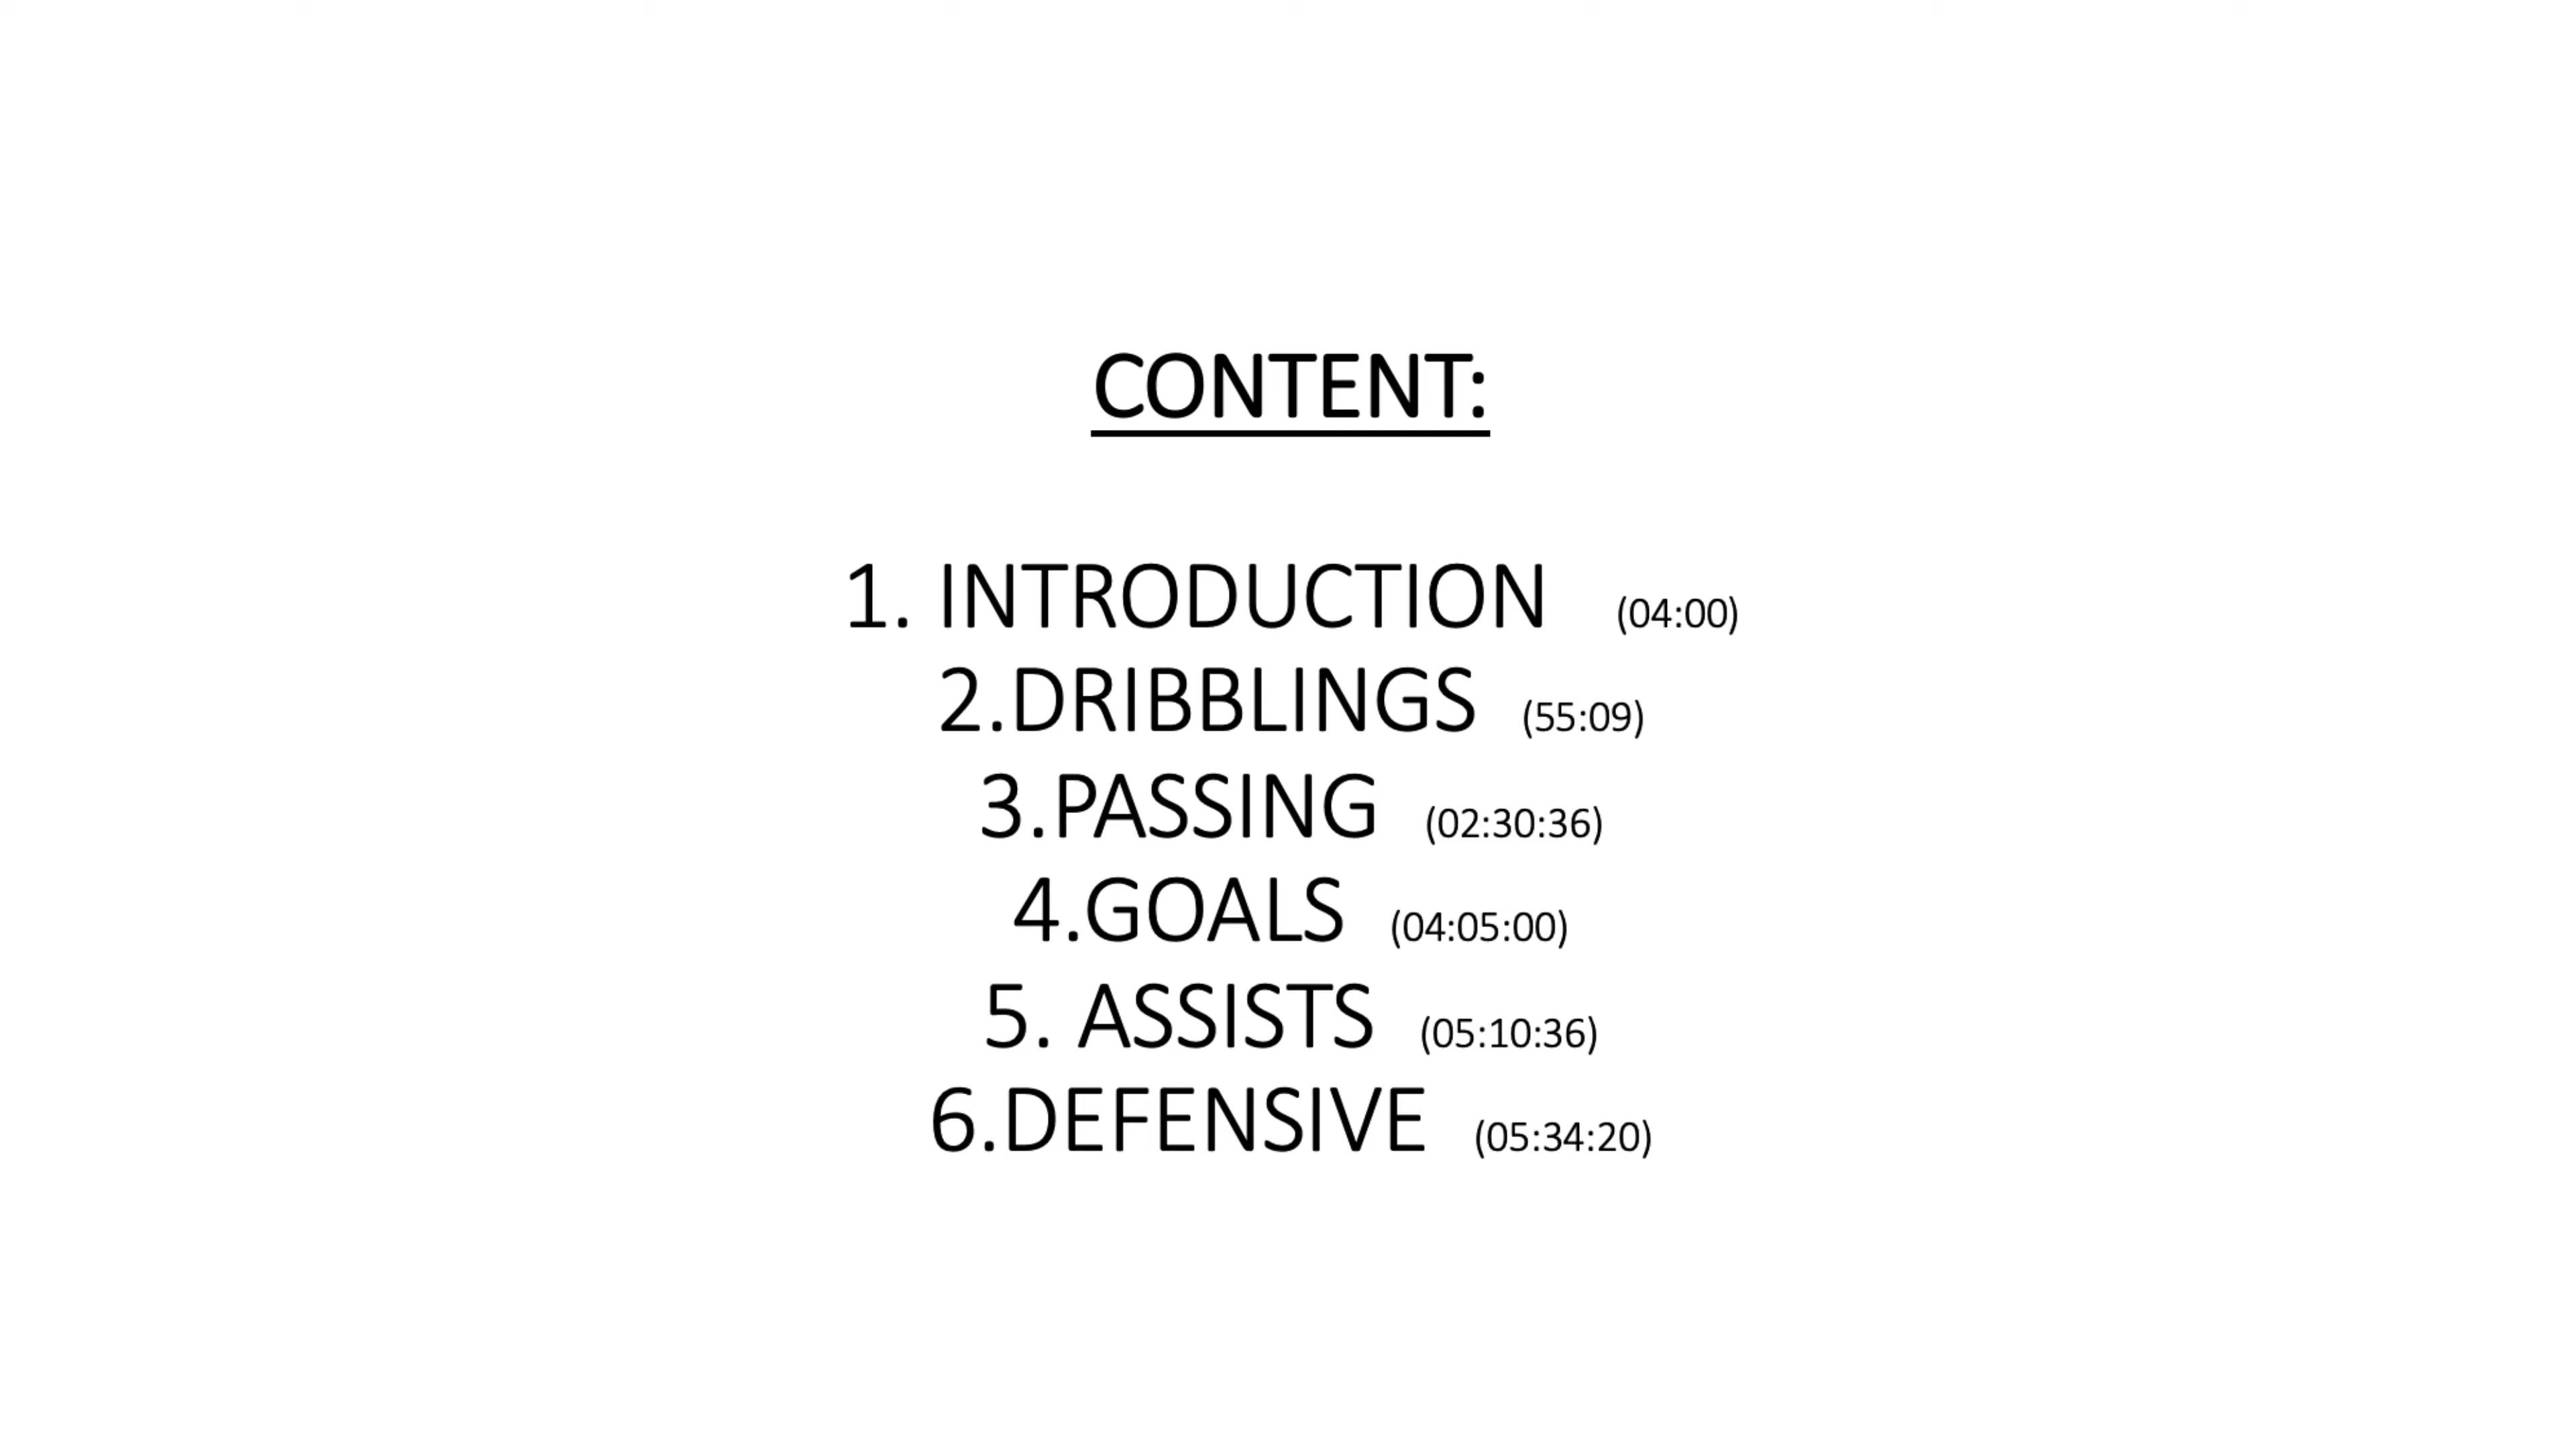 CONTENT:
1. INTRODUCTION (04:00)
2.DRIBBLINGS (55:09)
3.PASSING (02:30:36)
4.GOALS (04:05:00)
5. ASSISTS (05:10:36)
6.DEFENSIVE (05:34:20)